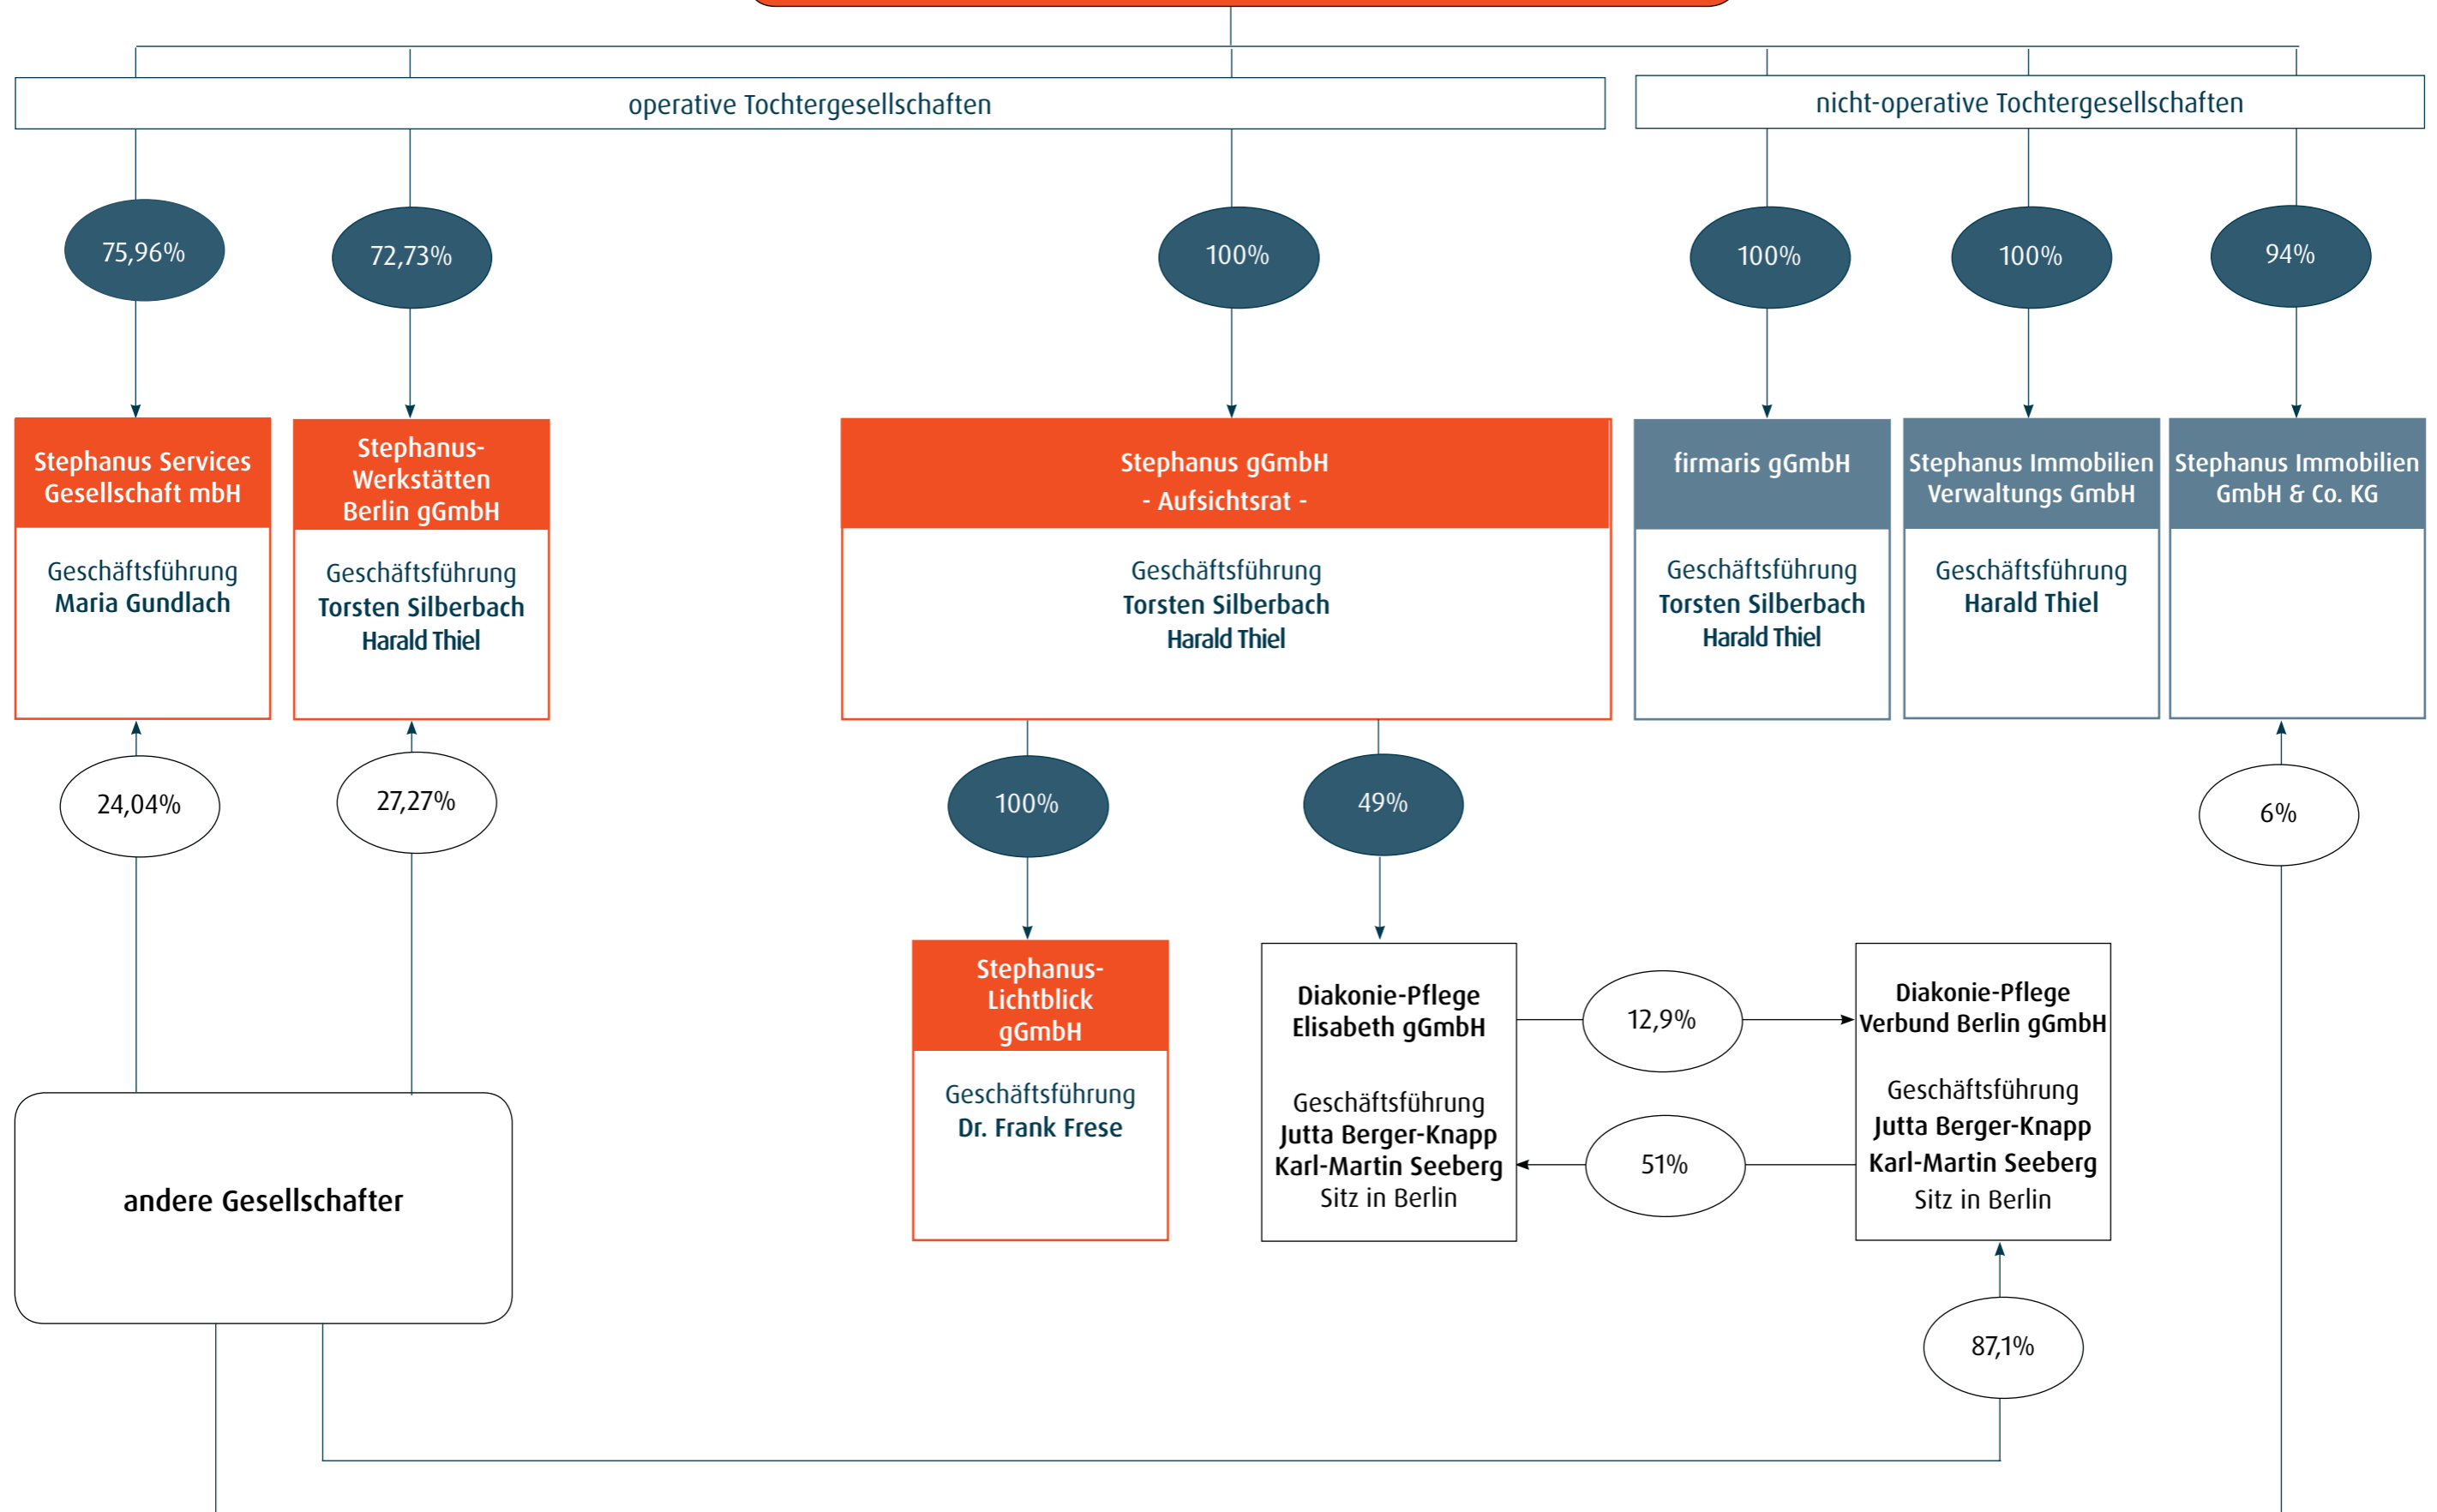 operative Tochtergesellschaften
nicht-operative Tochtergesellschaften
75,96%
72,73%
100%
100%
100%
94%
Stephanus Services
Gesellschaft mbH
Geschäftsführung
Maria Gundlach
Stephanus-
Werkstätten
Berlin gGmbH
Geschäftsführung
Torsten Silberbach
Harald Thiel
Stephanus gGmbH
- Aufsichtsrat -
Geschäftsführung
Torsten Silberbach
Harald Thiel
firmaris gGmbH
Geschäftsführung
Torsten Silberbach
Harald Thiel
Stephanus Immobilien
Verwaltungs GmbH
Geschäftsführung
Harald Thiel
Stephanus Immobilien
GmbH & Co. KG
24,04%
27,27%
100%
49%
6%
Stephanus-
Lichtblick
gGmbH
Geschäftsführung
Dr. Frank Frese
Diakonie-Pflege
Elisabeth gGmbH
Geschäftsführung
Jutta Berger-Knapp
Karl-Martin Seeberg
Sitz in Berlin
12,9%
51%
Diakonie-Pflege
Verbund Berlin gGmbH
Geschäftsführung
Jutta Berger-Knapp
Karl-Martin Seeberg
Sitz in Berlin
andere Gesellschafter
87,1%